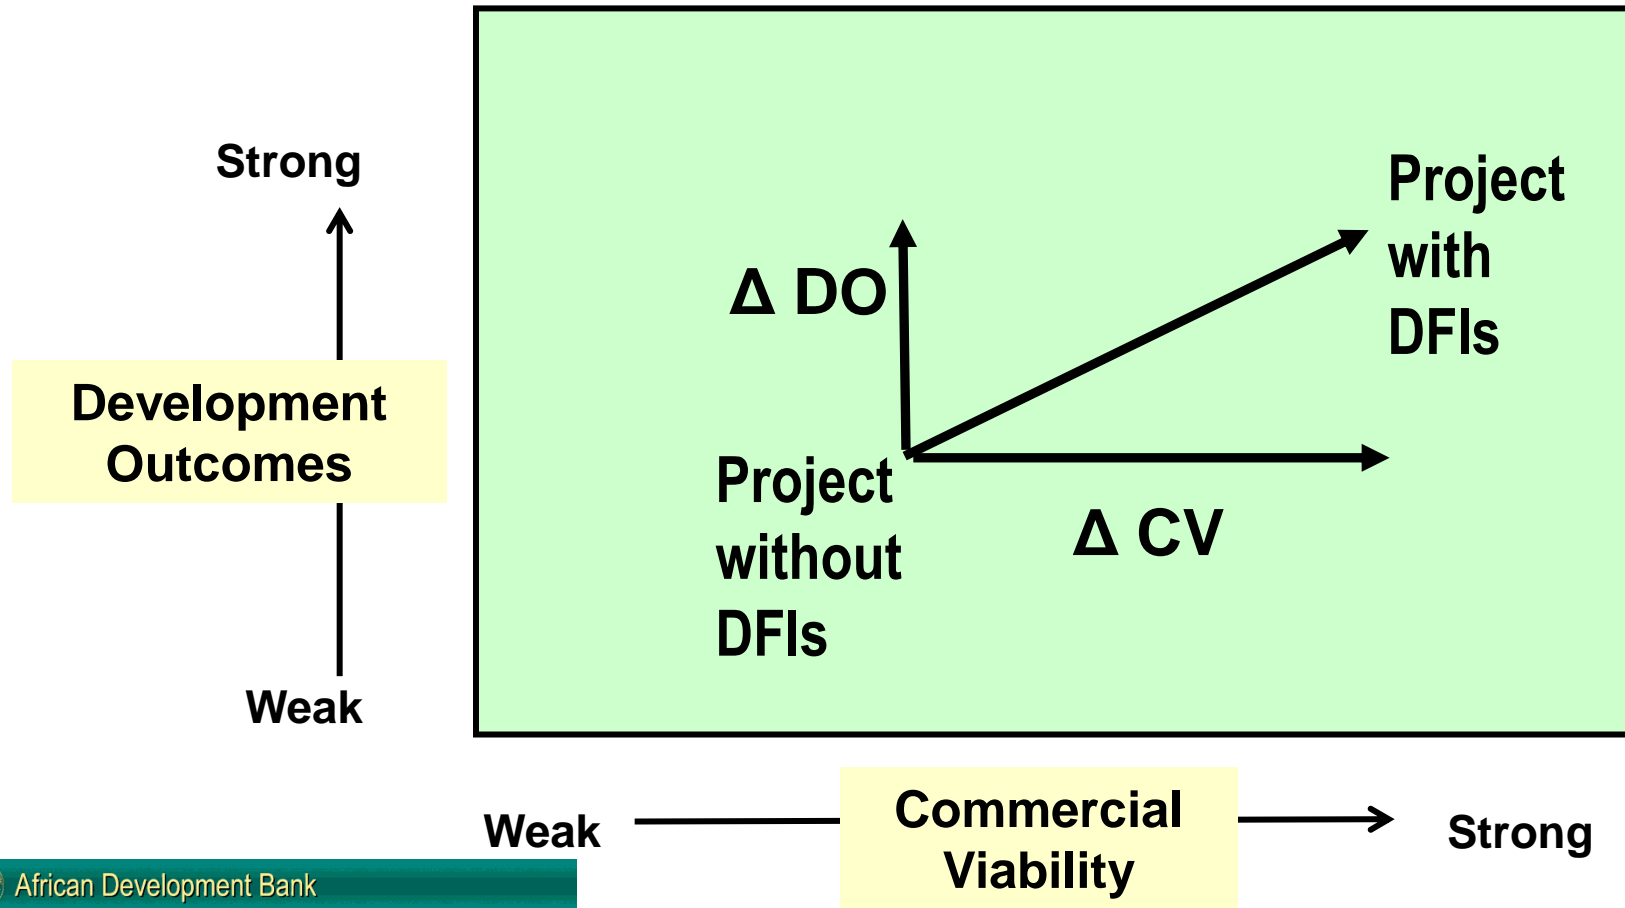 Strong
Development
Outcomes
Weak
Δ DO
Project
with
DFIs
Project
without
DFIs
Δ CV
Weak
Commercial
Viability
Strong
African Development Bank